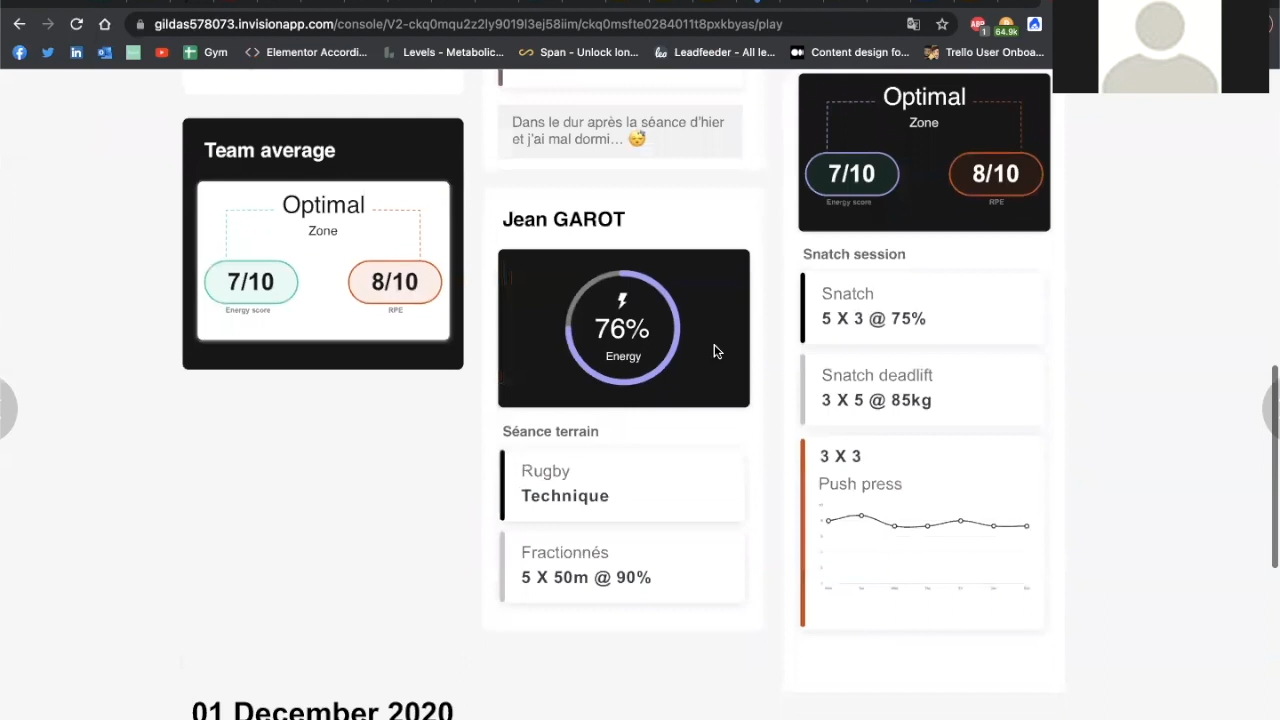 gildas578073.invisionapp.com/console/V2-ckq0mqu2z2ly9019l3ej58iim/ckq0msfte0284011t8pxkbyas/play
ABP
1
64.9k
Gym
Elementor Accordi...
Levels - Metabolic...
Span - Unlock lon...
Leadfeeder - All le...
Content design fo...
Trello User Onboa...
Team average
Optimal
Zone
7/10
8/10
Energy score
RPE
Dans le dur après la séance d'hier
et j'ai mal dormi... 😴
Jean GAROT
76%
Energy
Séance terrain
Rugby
Technique
Fractionnés
5 X 50m @ 90%
Optimal
Zone
7/10
8/10
Energy score
RPE
Snatch session
Snatch
5 X 3 @ 75%
Snatch deadlift
3 X 5 @ 85kg
3 X 3
Push press
01 December 2020